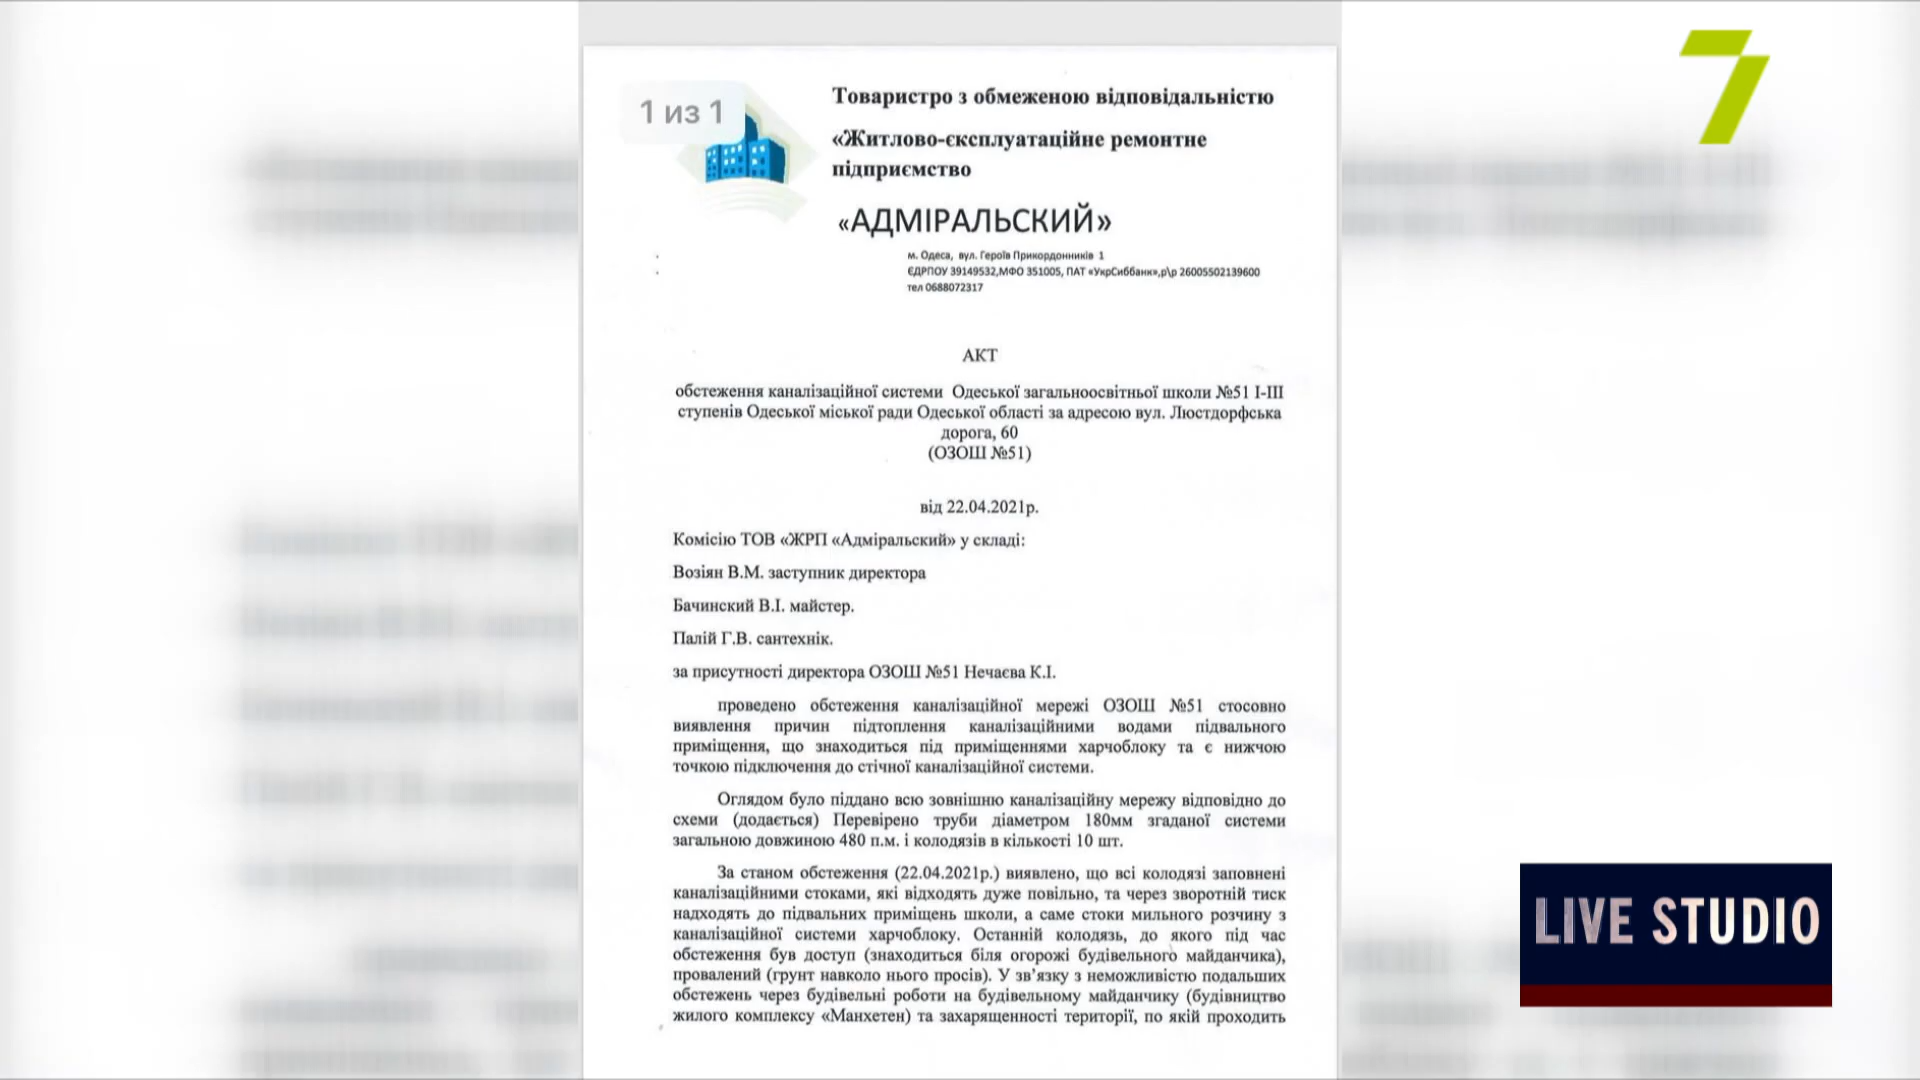 1 из 1
Товаристро з обмеженою відповідальністю
«Житлово-єксплуатаційне ремонтне
підприємство
«АДМІРАЛЬСКИЙ»
м. Одеса, вул. Героїв Прикордонників 1
ЄДРПОУ 39149532,МФО 351005, ПАТ «УкрСиббанк»,р\р 26005502139600
тел 0688072317
АКТ
обстеження каналізаційної системи Одеської загальноосвітньої школи №51 І-ІІІ
ступенів Одеської міської ради Одеської області за адресою вул. Люстдорфська
дорога, 60
(ОЗОШ №51)
від 22.04.2021р.
Комісію ТОВ «ЖРП «Адміральский» у складі:
Возіян В.М. заступник директора
Бачинский В.І. майстер.
Палій Г.В. сантехнік.
за присутності директора ОЗОШ №51 Нечаєва К.І.
проведено обстеження каналізаційної мережі ОЗОШ №51 стосовно
виявлення причин підтоплення каналізаційними водами підвального
приміщення, що знаходиться під приміщеннями харчоблоку та є нижчою
точкою підключення до стічної каналізаційної системи.
Оглядом було піддано всю зовнішню каналізаційну мережу відповідно до
схеми (додається) Перевірено труби діаметром 180мм згаданої системи
загальною довжиною 480 п.м. і колодязів в кількості 10 шт.
За станом обстеження (22.04.2021р.) виявлено, що всі колодязі заповнені
каналізаційними стоками, які відходять дуже повільно, та через зворотній тиск
надходять до підвальних приміщень школи, а саме стоки мильного розчину з
каналізаційної системи харчоблоку. Останній колодязь, до якого під час
обстеження був доступ (знаходиться біля огорожі будівельного майданчика),
провалений (грунт навколо нього просів). У зв’язку з неможливістю подальших
обстежень через будівельні роботи на будівельному майданчику (будівництво
жилого комплексу «Манхетен) та захарященності території, по якій проходить
7
LIVE STUDIO